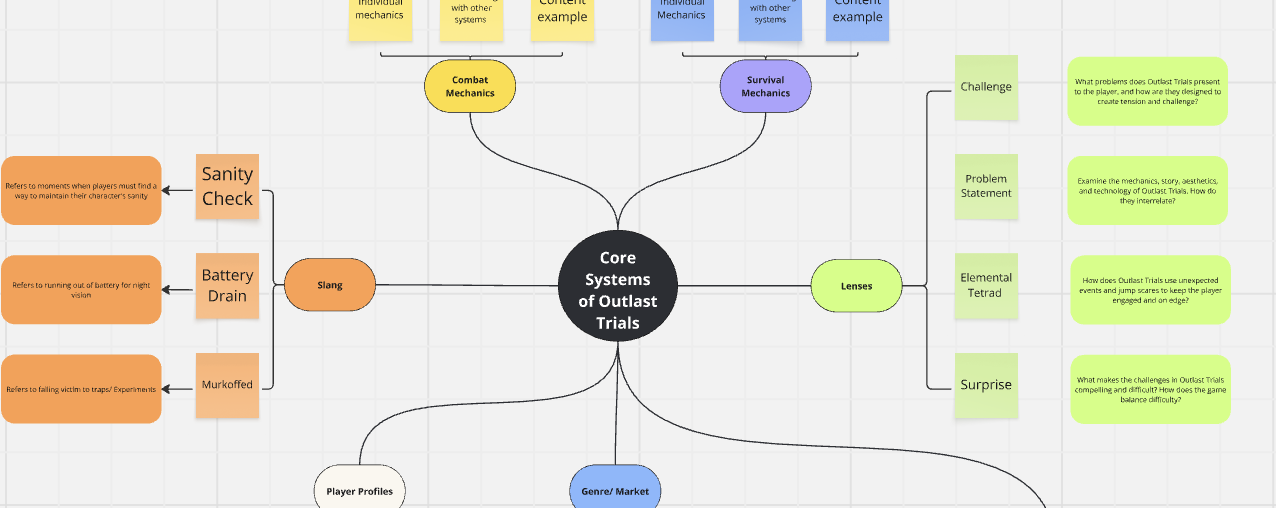 Individual
mechanics
with other
systems
Content
example
Individual
Mechanics
with other
systems
Content
example
Combat
Mechanics
Survival
Mechanics
Challenge
What problems does Outlast Trials present
to the player, and how are they designed to
create tension and challenge?
Sanity
Check
Refers to moments when players must find a
way to maintain their character's sanity
Problem
Statement
Examine the mechanics, story, aesthetics,
and technology of Outlast Trials. How do
they interrelate?
Core
Systems
of Outlast
Trials
Slang
Lenses
Battery
Drain
Refers to running out of battery for night
vision
Elemental
Tetrad
How does Outlast Trials use unexpected
events and jump scares to keep the player
engaged and on edge?
Murkoffed
Refers to falling victim to traps/ Experiments
Surprise
What makes the challenges in Outlast Trials
compelling and difficult? How does the game
balance difficulty?
Player Profiles
Genre/ Market